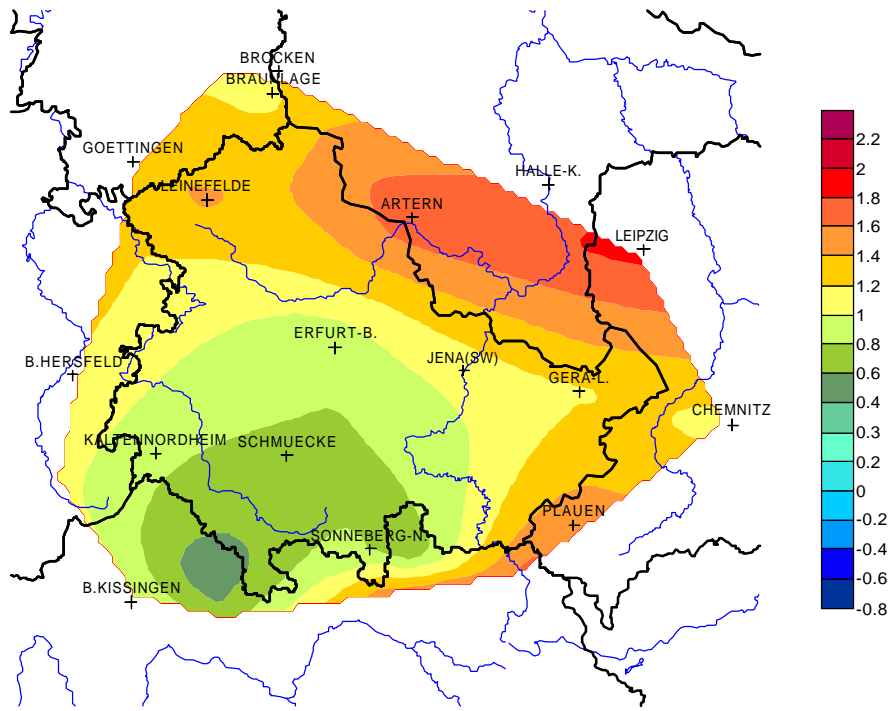 BROCKEN
BRAUNLAGE
GOETTINGEN
HALLE-K.
LEINEFELDE
ARTERN
LEIPZIG
ERFURT-B.
JENA(SW)
B.HERSFELD
GERA-L.
CHEMNITZ
KALTENNORDHEIM
SCHMUECKE
PLAUEN
SONNEBERG-N.
B.KISSINGEN
2.2
2
1.8
1.6
1.4
1.2
1
0.8
0.6
0.4
0.2
0
-0.2
-0.4
-0.6
-0.8